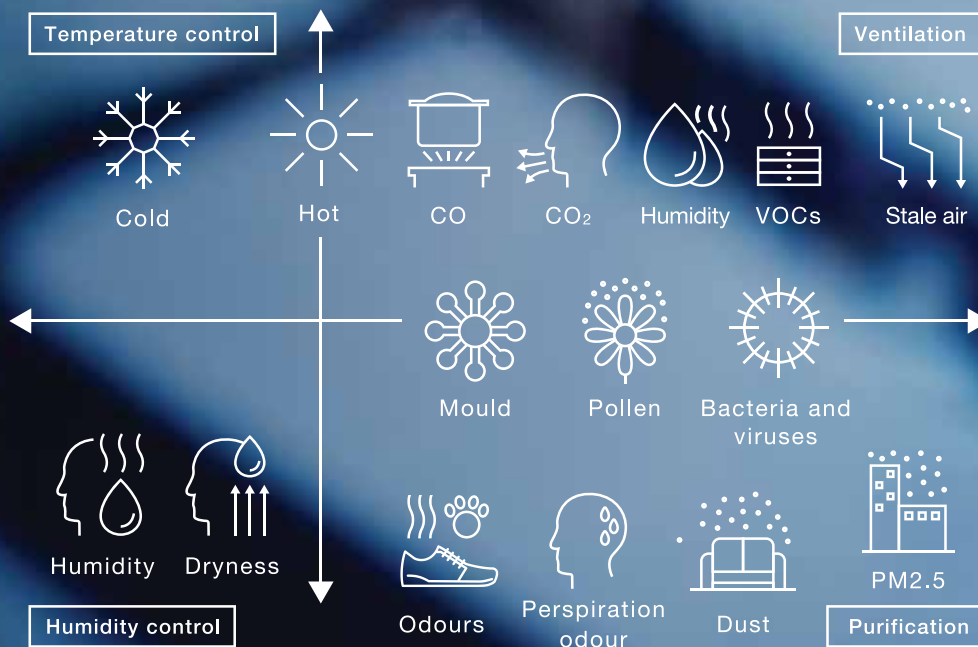 Temperature control
Ventilation
Cold
Hot
CO
CO₂
Humidity
VOCs
Stale air
Mould
Pollen
Bacteria and
viruses
Humidity
Dryness
Odours
Perspiration
odour
Dust
PM2.5
Humidity control
Purification